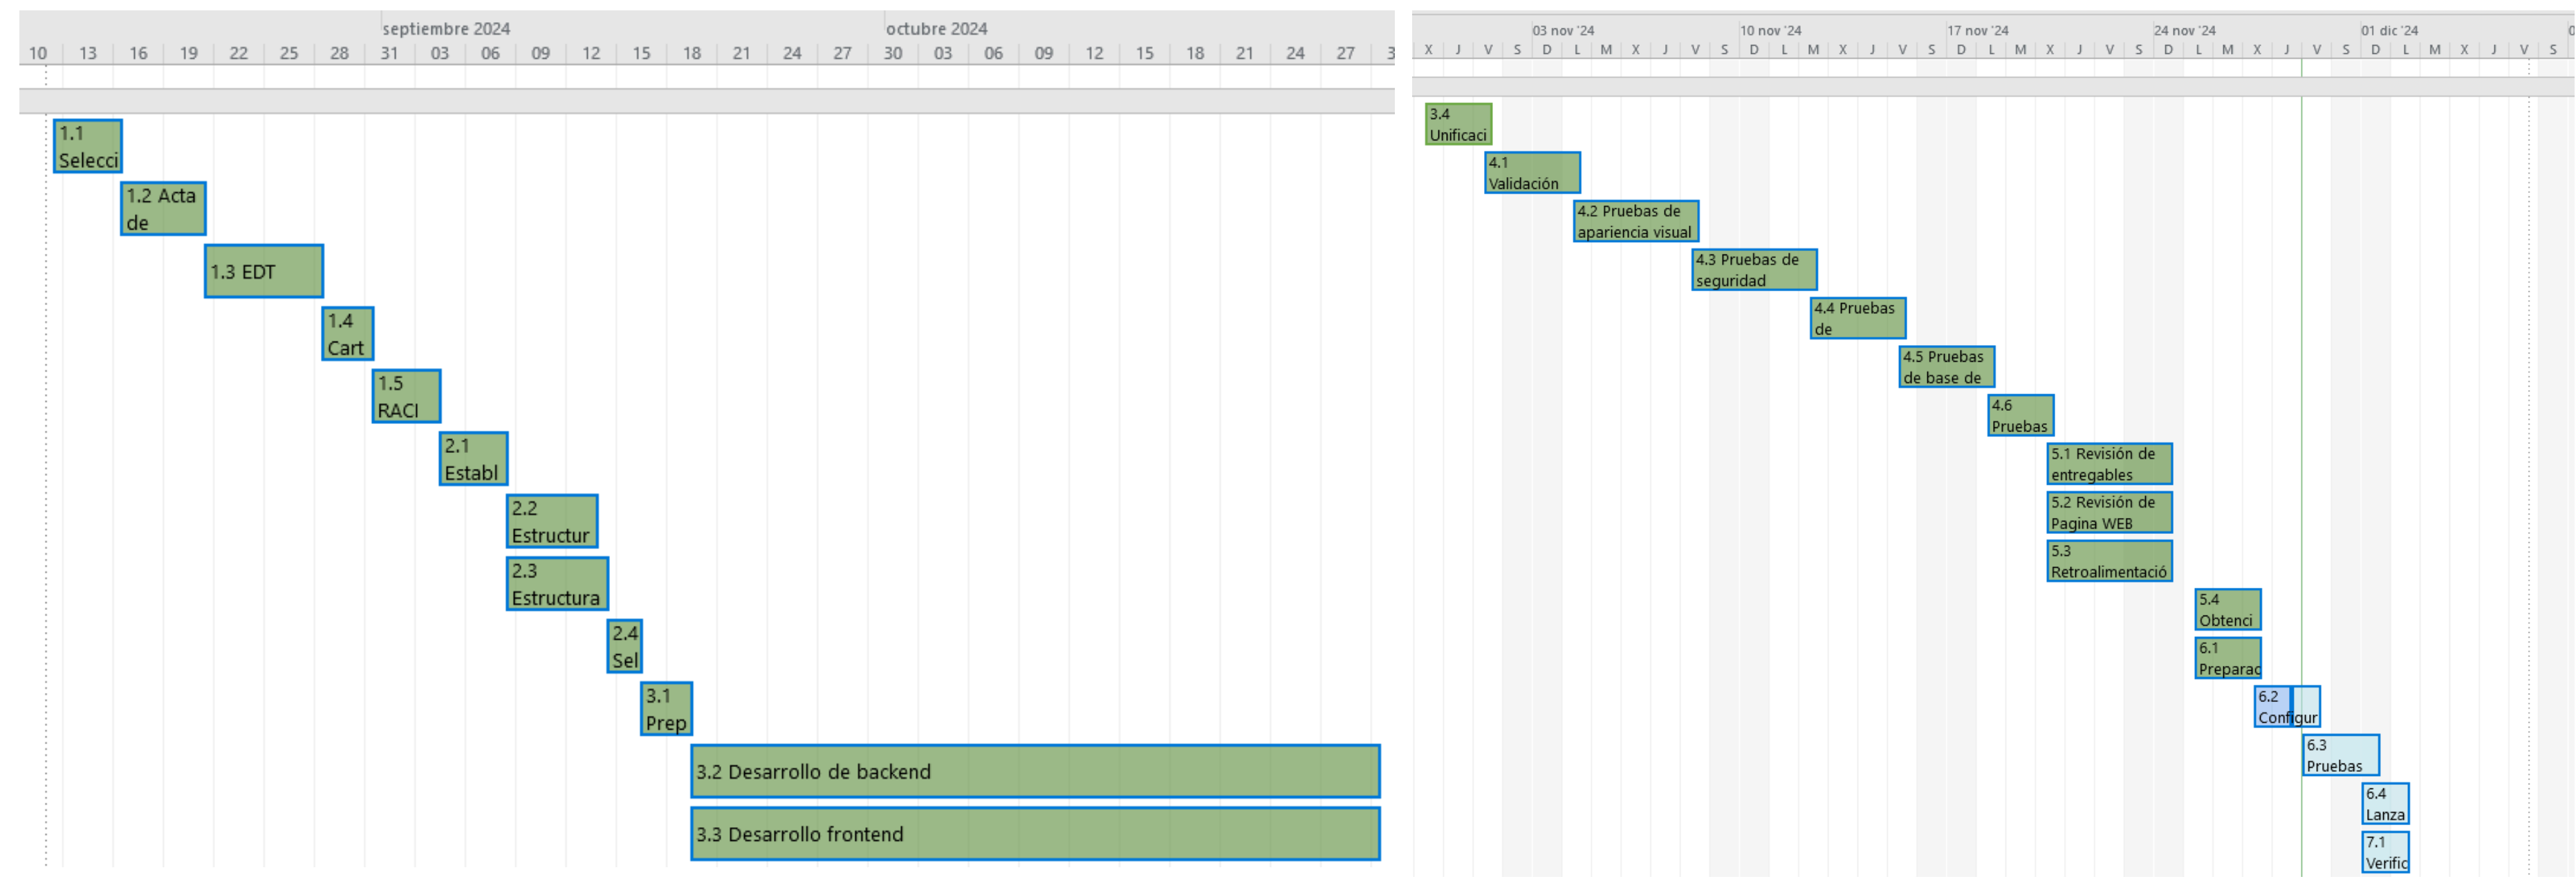 septiembre 2024
octubre 2024
10 13 16 19 22 25 28 31 03 06 09 12 15 18 21 24 27 30 03 06 09 12 15 18 21 24 27 3
1.1
Selecci
1.2 Acta
de
1.3 EDT
1.4
Cart
1.5
RACI
2.1
Establ
2.2
Estructur
2.3
Estructura
2.4
Sel
3.1
Prep
3.2 Desarrollo de backend
3.3 Desarrollo frontend
03 nov '24
10 nov '24
17 nov '24
24 nov '24
01 dic '24
0
X J V S D L M X J V S D L M X J V S D L M X J V S D L M X J V S D L M X J V S
3.4
Unificaci
4.1
Validación
4.2 Pruebas de
apariencia visual
4.3 Pruebas de
seguridad
4.4 Pruebas
de
4.5 Pruebas
de base de
4.6
Pruebas
5.1 Revisión de
entregables
5.2 Revisión de
Pagina WEB
5.3
Retroalimentació
5.4
Obtenci
6.1
Preparac
6.2
Configur
6.3
Pruebas
6.4
Lanza
7.1
Verific